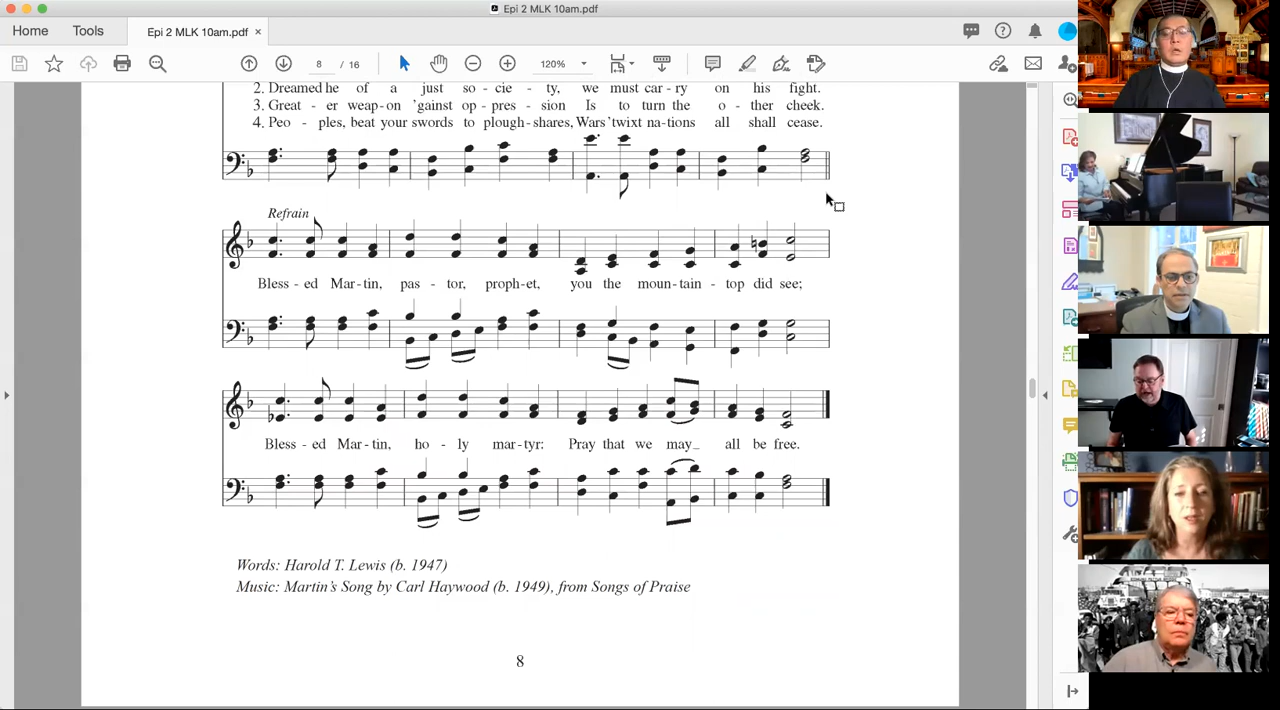 Epi 2 MLK 10am.pdf
Home Tools Epi 2 MLK 10am.pdf ×
8 / 16 120%
2. Dreamed he of a just so - cie - ty, we must car - ry on his fight.
3. Great - er weap - on 'gainst op - pres - sion Is to turn the o - ther cheek.
4. Peo - ples, beat your swords to plough - shares, Wars 'twixt na - tions all shall cease.
Refrain
Bless - ed Mar - tin, pas - tor, proph - et, you the moun - tain - top did see;
Bless - ed Mar - tin, ho - ly mar - tyr: Pray that we may_ all be free.
Words: Harold T. Lewis (b. 1947)
Music: Martin's Song by Carl Haywood (b. 1949), from Songs of Praise
8